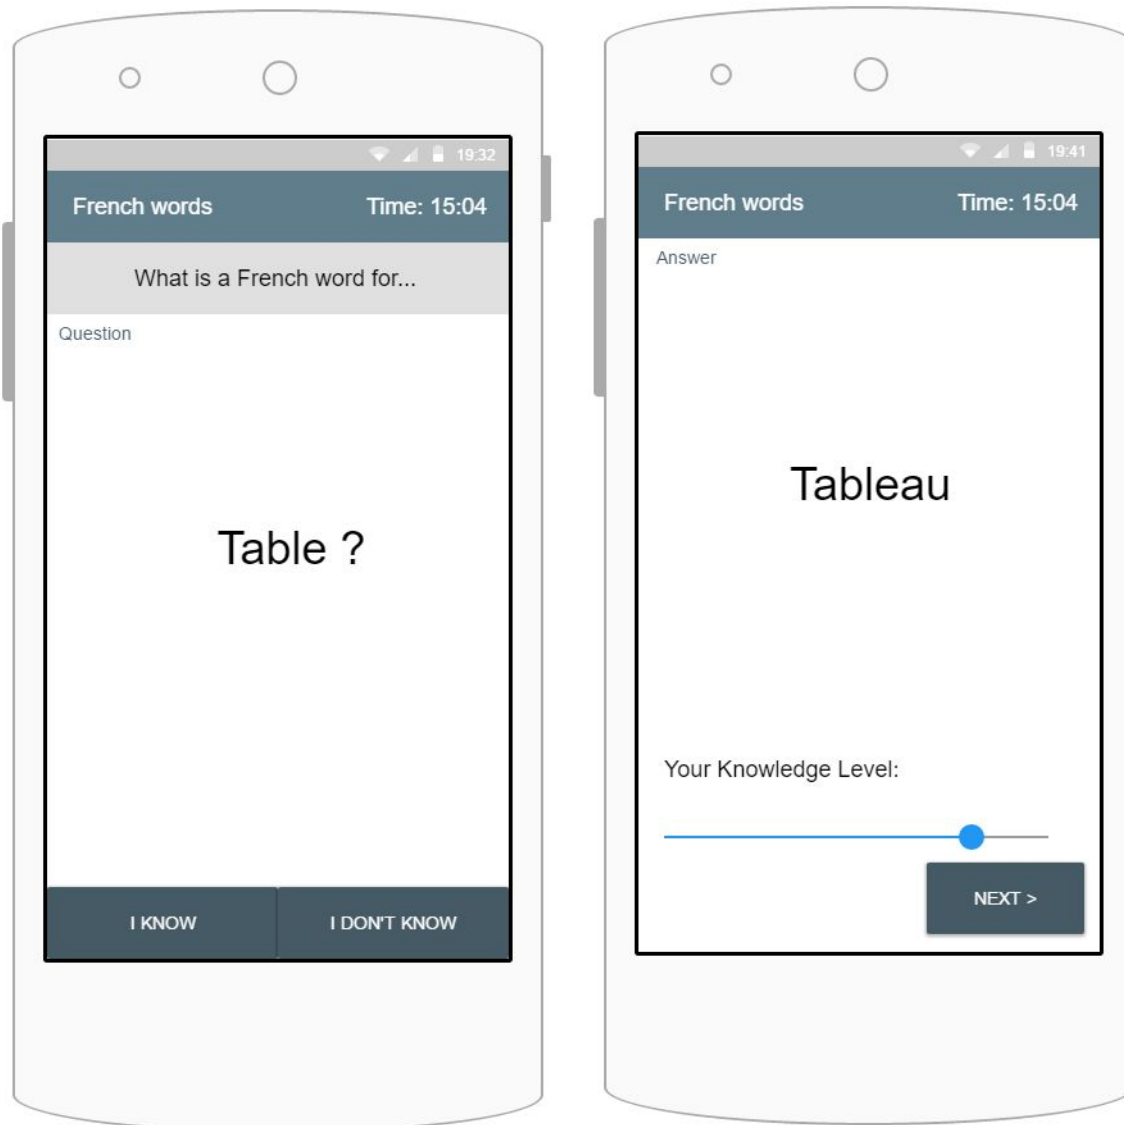 19:32
French words Time: 15:04
What is a French word for...
Question
Table ?
I KNOW I DON'T KNOW
19:41
French words Time: 15:04
Answer
Tableau
Your Knowledge Level:
NEXT >